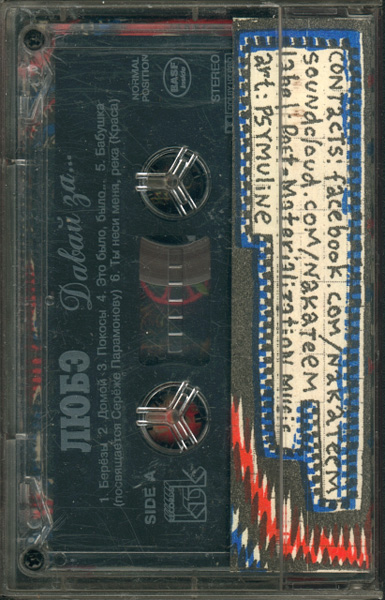 contacts: facebook.com/NAKATEEM
soundcloud.com/NAKATEEM
label Post-Materialization Music
art: PSYMULINE
NORMAL
POSITION
BASF
STEREO
ЛЮБЭ Давай за...
1. Берёзы 2. Домой 3. Покосы 4. Это было, было... 5. Бабушка
(посвящается Серёже Парамонову) 6. Ты неси меня, река (Краса)
SIDE A